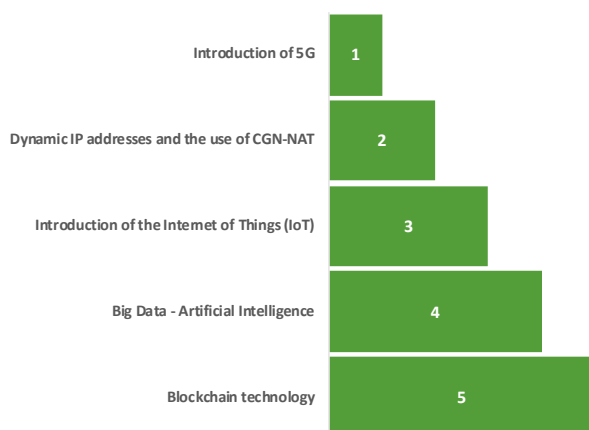 Introduction of 5G
1
Dynamic IP addresses and the use of CGN-NAT
2
Introduction of the Internet of Things (IoT)
3
Big Data - Artificial Intelligence
4
Blockchain technology
5